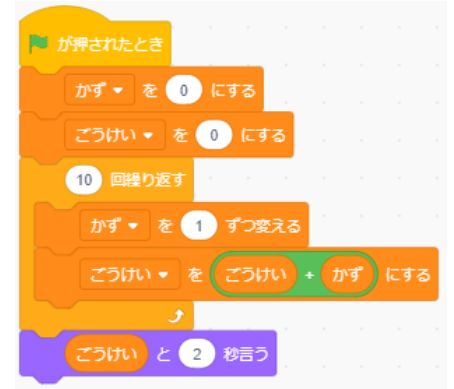 が押されたとき
かず を 0 にする
ごうけい を 0 にする
10 回繰り返す
かず を 1 ずつ変える
ごうけい を ごうけい + かず にする
ごうけい と 2 秒言う